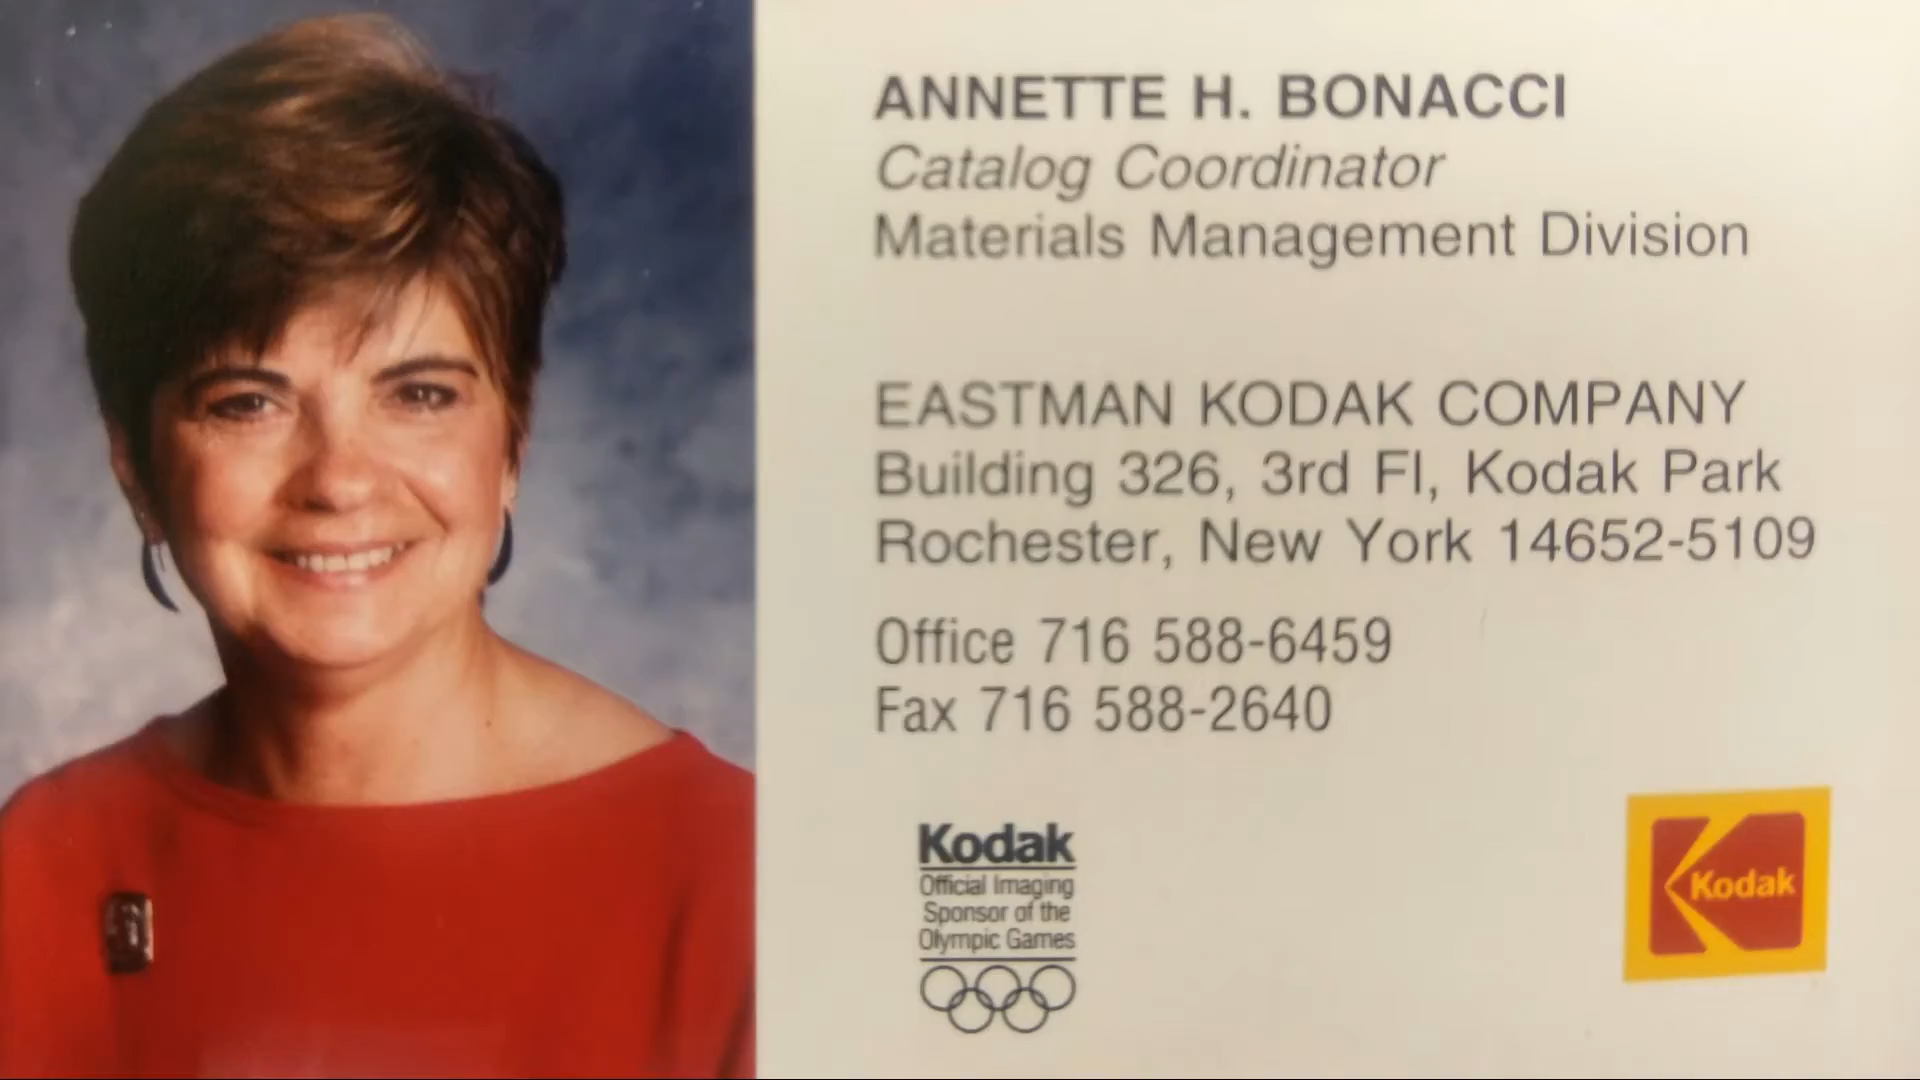 ANNETTE H. BONACCI
Catalog Coordinator
Materials Management Division
EASTMAN KODAK COMPANY
Building 326, 3rd Fl, Kodak Park
Rochester, New York 14652-5109
Office 716 588-6459
Fax 716 588-2640
Kodak
Official Imaging
Sponsor of the
Olympic Games
Kodak